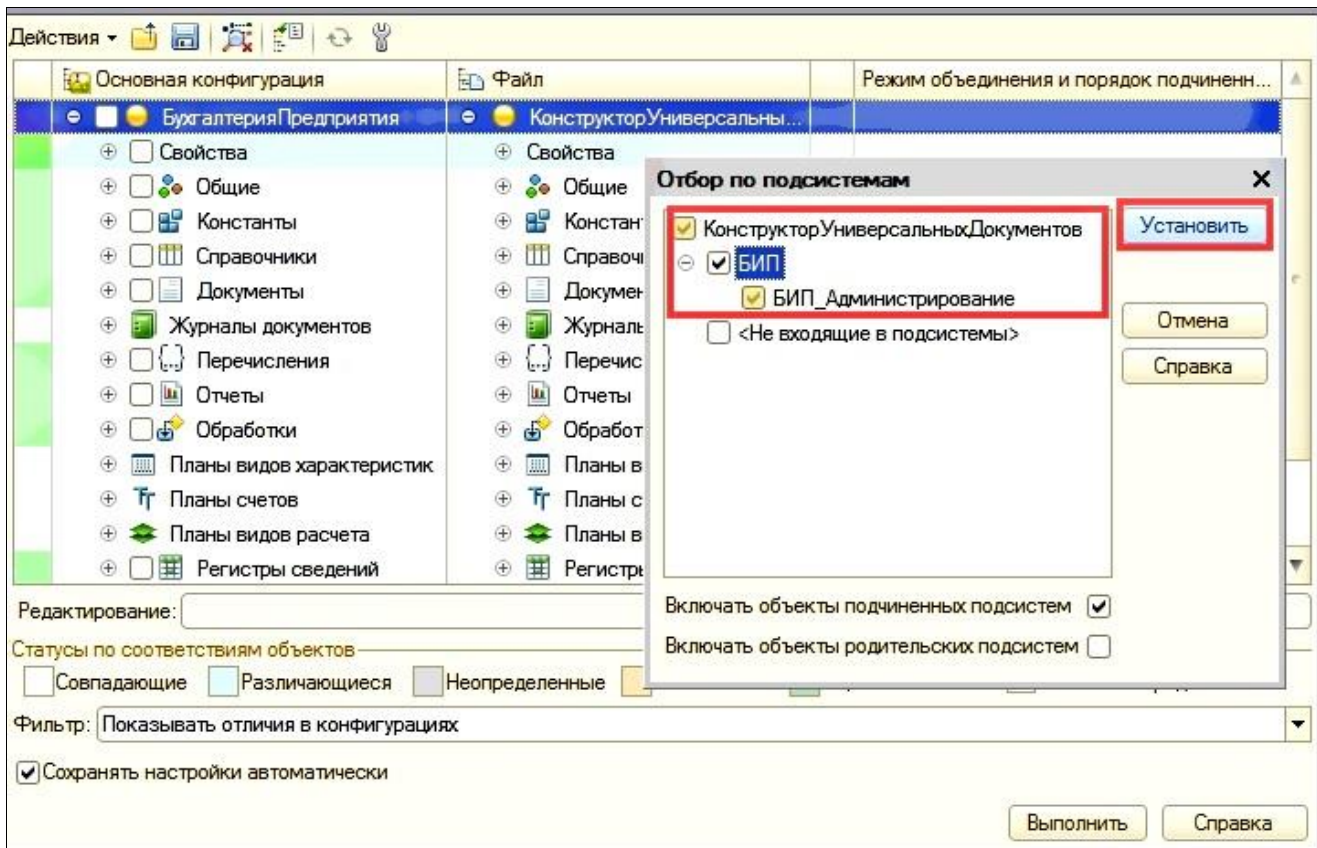 Действия
Основная конфигурация Файл Режим объединения и порядок подчиненн...
БухгалтерияПредприятия КонструкторУниверсальны...
Свойства Свойства
Общие Общие
Константы Констан
Справочники Справоч
Документы Докумен
Журналы документов Журналь
Перечисления Перечис
Отчеты Отчеты
Обработки Обработ
Планы видов характеристик Планы в
Планы счетов Планы с
Планы видов расчета Планы в
Регистры сведений Регистры
Отбор по подсистемам
КонструкторУниверсальныхДокументов
БИП
БИП_Администрирование
<Не входящие в подсистемы>
Установить
Отмена
Справка
Включать объекты подчиненных подсистем
Включать объекты родительских подсистем
Редактирование:
Статусы по соответствиям объектов
Совпадающие Различающиеся Неопределенные
Фильтр: Показывать отличия в конфигурациях
Сохранять настройки автоматически
Выполнить Справка